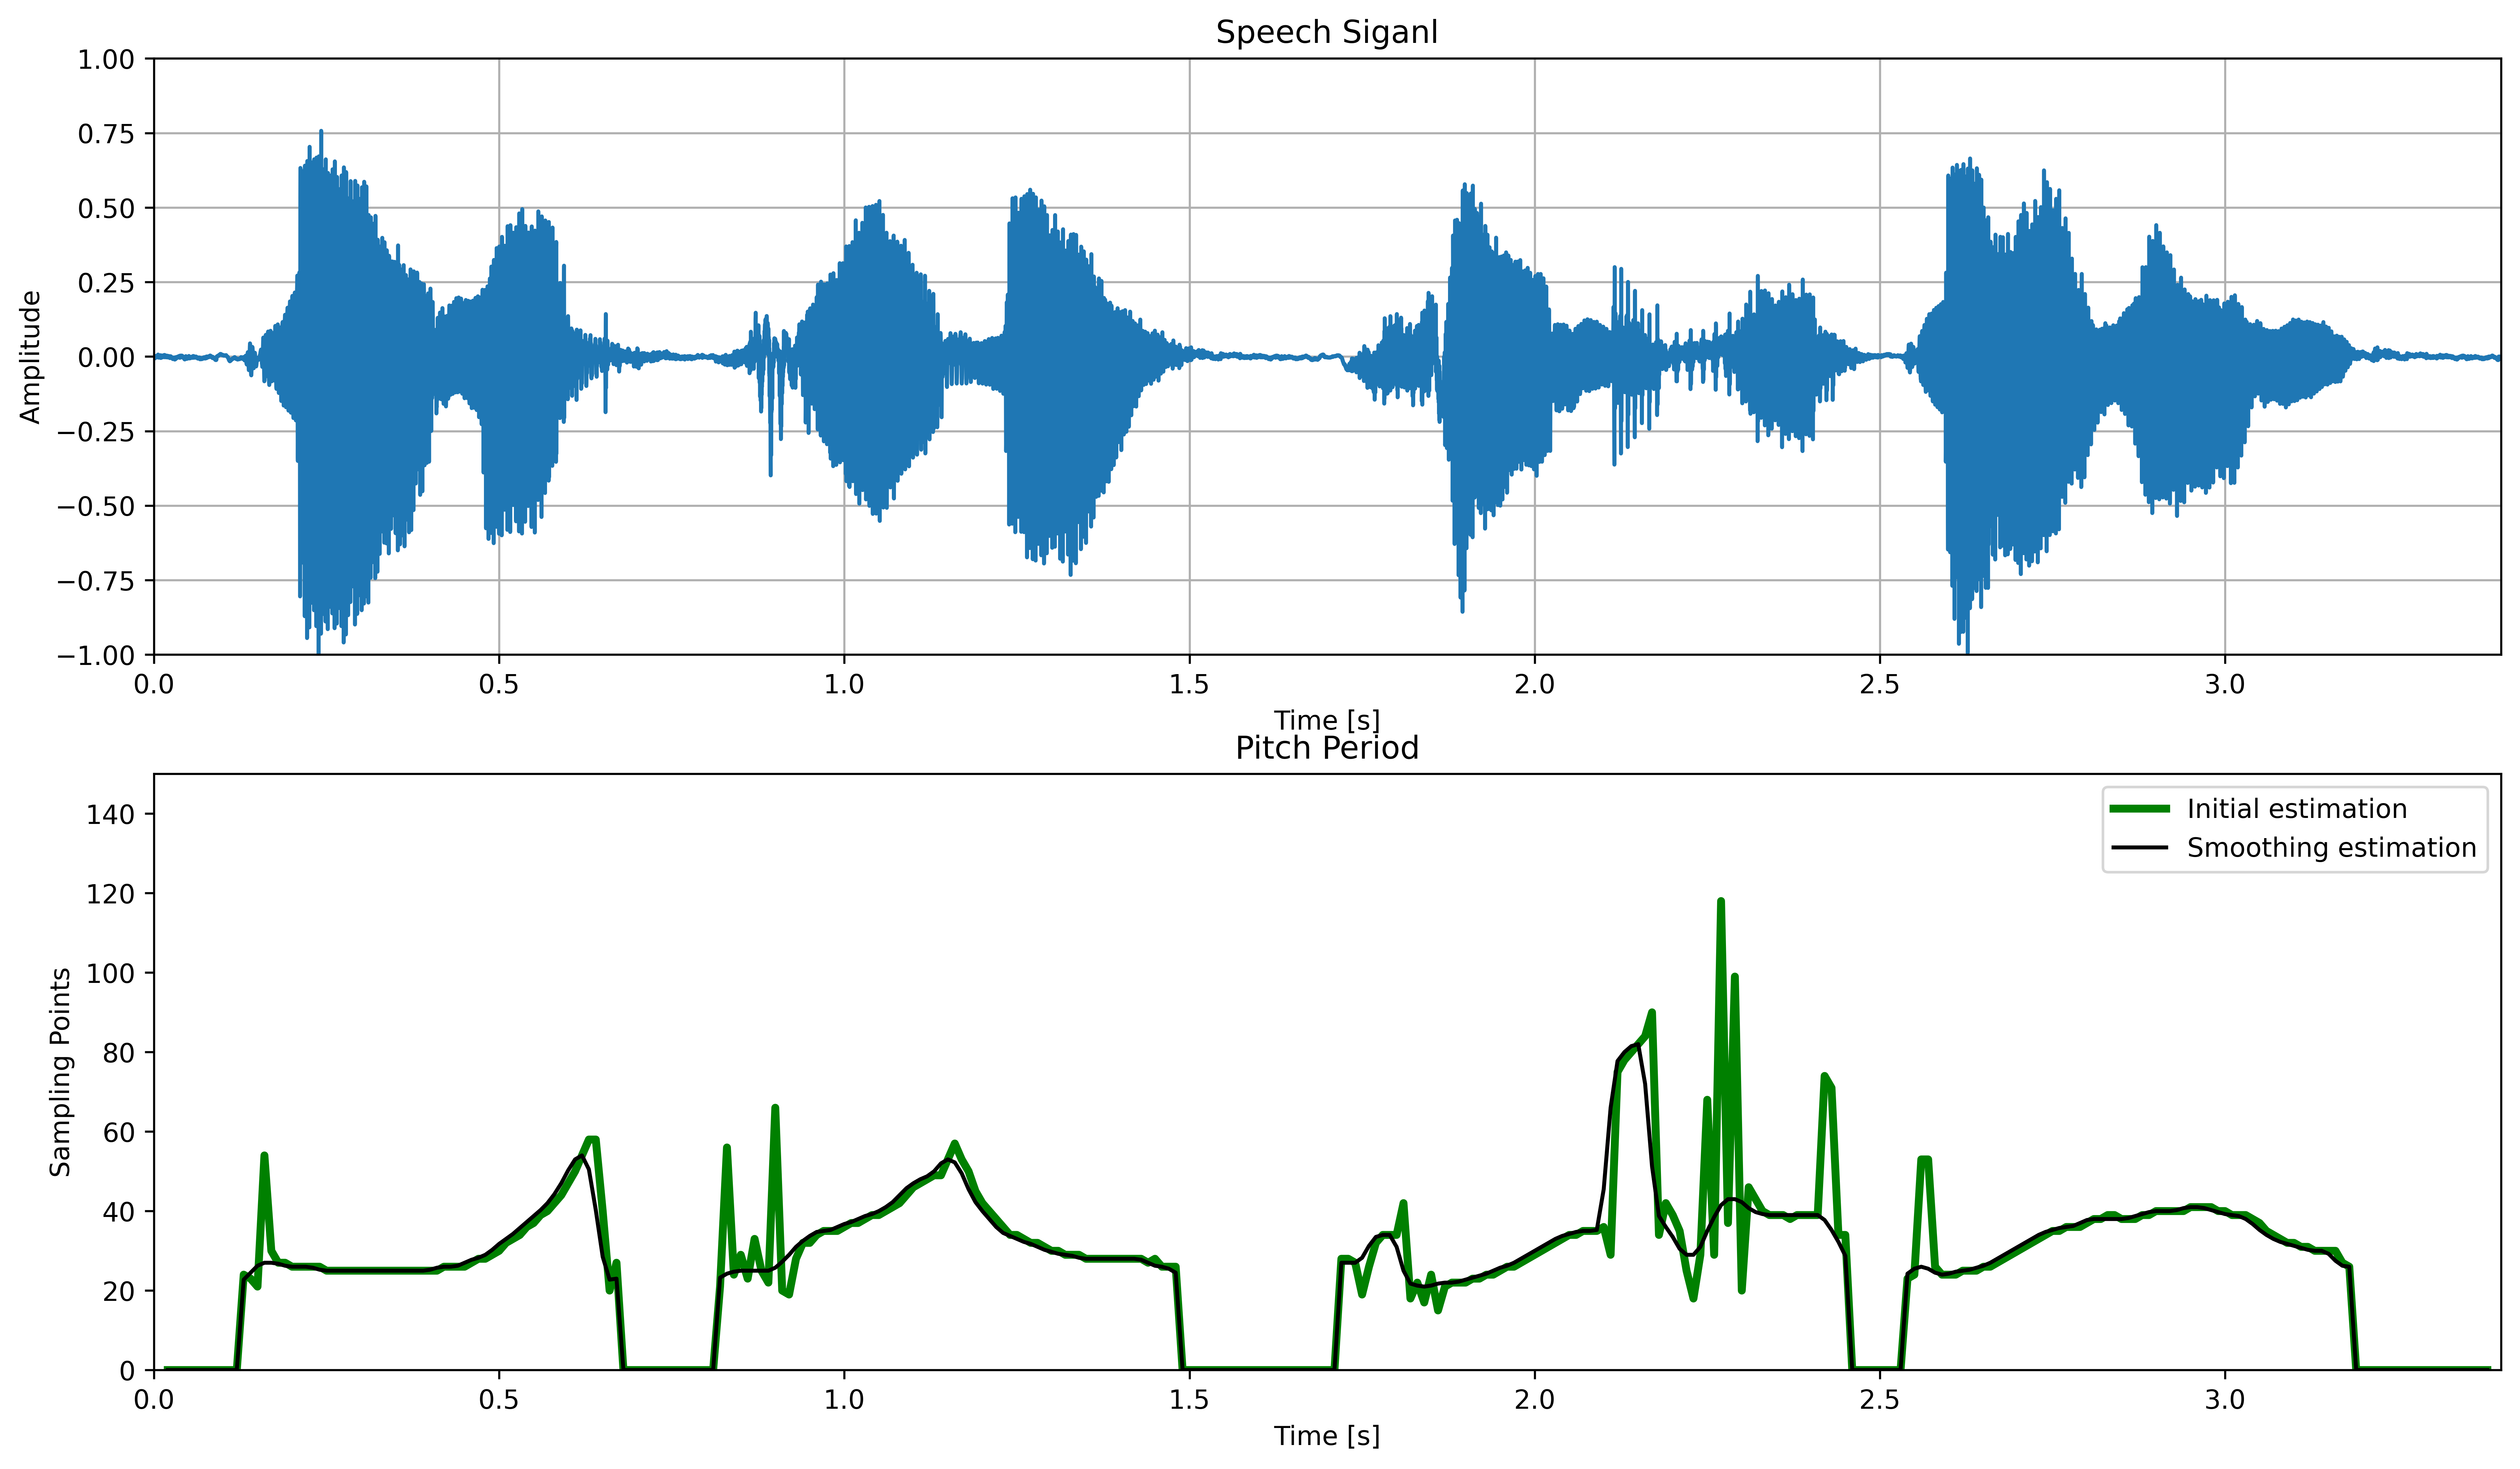 Speech Siganl
1.00
0.75
0.50
0.25
0.00
−0.25
−0.50
−0.75
−1.00
Amplitude
0.0 0.5 1.0 1.5 2.0 2.5 3.0
Time [s]
Pitch Period
140
120
100
80
60
40
20
0
Sampling Points
Initial estimation
Smoothing estimation
0.0 0.5 1.0 1.5 2.0 2.5 3.0
Time [s]